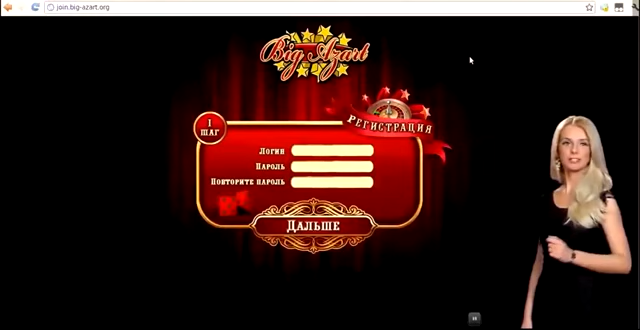 join.big-azart.org
Big Azart
1
ШАГ
РЕГИСТРАЦИЯ
Логин
Пароль
Повторите пароль
Дальше